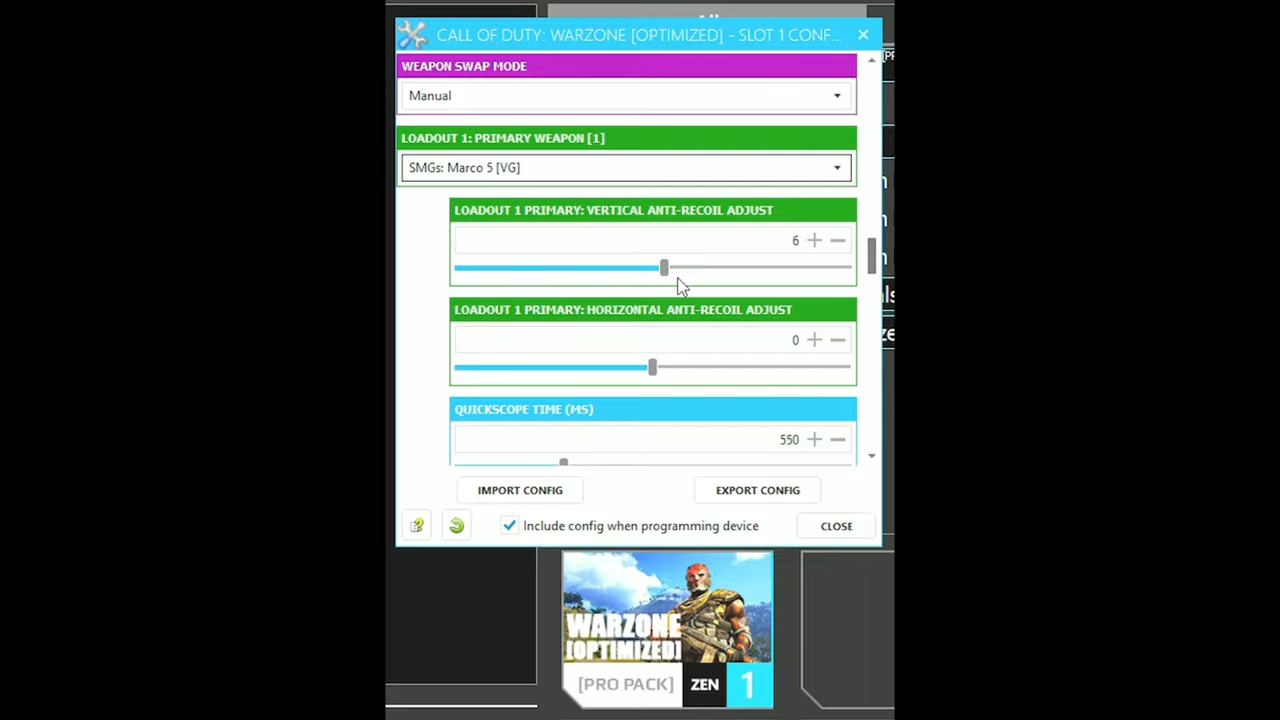 CALL OF DUTY: WARZONE [OPTIMIZED] - SLOT 1 CONF...
WEAPON SWAP MODE
Manual
LOADOUT 1: PRIMARY WEAPON [1]
SMGs: Marco 5 [VG]
LOADOUT 1 PRIMARY: VERTICAL ANTI-RECOIL ADJUST
6
LOADOUT 1 PRIMARY: HORIZONTAL ANTI-RECOIL ADJUST
0
QUICKSCOPE TIME (MS)
550
IMPORT CONFIG
EXPORT CONFIG
Include config when programming device
CLOSE
WARZONE
[OPTIMIZED]
[PRO PACK] ZEN 1